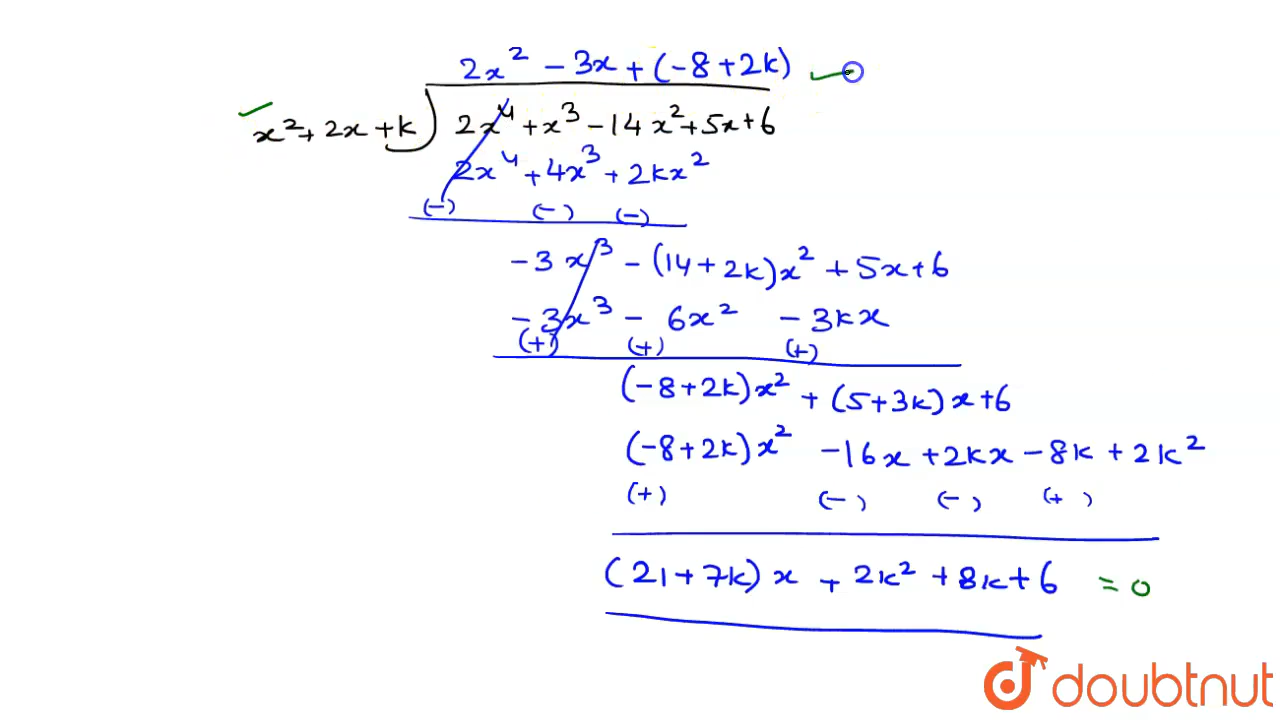 2x² - 3x + (-8 + 2k)
x² + 2x + k ) 2x⁴ + x³ - 14x² + 5x + 6
2x⁴ + 4x³ + 2kx²
(-) (-) (-)
-3x³ - (14 + 2k)x² + 5x + 6
-3x³ - 6x² - 3kx
(+) (+) (+)
(-8 + 2k)x² + (5 + 3k)x + 6
(-8 + 2k)x² - 16x + 2kx - 8k + 2k²
(+) (-) (-) (+)
(21 + 7k)x + 2k² + 8k + 6 = 0
doubtnut